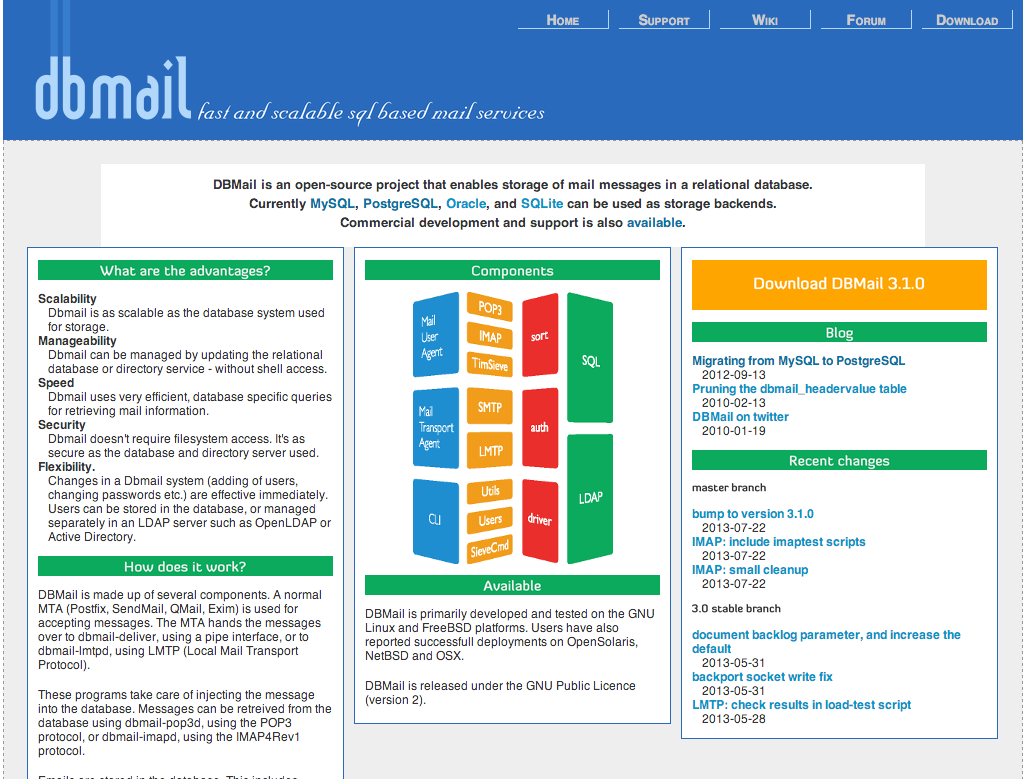 Home Support Wiki Forum Download
dbmail fast and scalable sql based mail services
DBMail is an open-source project that enables storage of mail messages in a relational database.
Currently MySQL, PostgreSQL, Oracle, and SQLite can be used as storage backends.
Commercial development and support is also available.
What are the advantages?
Scalability
Dbmail is as scalable as the database system used
for storage.
Manageability
Dbmail can be managed by updating the relational
database or directory service - without shell access.
Speed
Dbmail uses very efficient, database specific queries
for retrieving mail information.
Security
Dbmail doesn't require filesystem access. It's as
secure as the database and directory server used.
Flexibility.
Changes in a Dbmail system (adding of users,
changing passwords etc.) are effective immediately.
Users can be stored in the database, or managed
separately in an LDAP server such as OpenLDAP or
Active Directory.
How does it work?
DBMail is made up of several components. A normal
MTA (Postfix, SendMail, QMail, Exim) is used for
accepting messages. The MTA hands the messages
over to dbmail-deliver, using a pipe interface, or to
dbmail-lmtpd, using LMTP (Local Mail Transport
Protocol).
These programs take care of injecting the message
into the database. Messages can be retreived from the
database using dbmail-pop3d, using the POP3
protocol, or dbmail-imapd, using the IMAP4Rev1
protocol.
Emails are stored in the database. This includes
Components
Mail
User
Agent
POP3
IMAP
TimSieve
sort
SQL
Mail
Transport
Agent
SMTP
LMTP
auth
CLI
Utils
Users
SieveCmd
driver
LDAP
Available
DBMail is primarily developed and tested on the GNU
Linux and FreeBSD platforms. Users have also
reported successfull deployments on OpenSolaris,
NetBSD and OSX.
DBMail is released under the GNU Public Licence
(version 2).
Download DBMail 3.1.0
Blog
Migrating from MySQL to PostgreSQL
2012-09-13
Pruning the dbmail_headervalue table
2010-02-13
DBMail on twitter
2010-01-19
Recent changes
master branch
bump to version 3.1.0
2013-07-22
IMAP: include imaptest scripts
2013-07-22
IMAP: small cleanup
2013-07-22
3.0 stable branch
document backlog parameter, and increase the
default
2013-05-31
backport socket write fix
2013-05-31
LMTP: check results in load-test script
2013-05-28